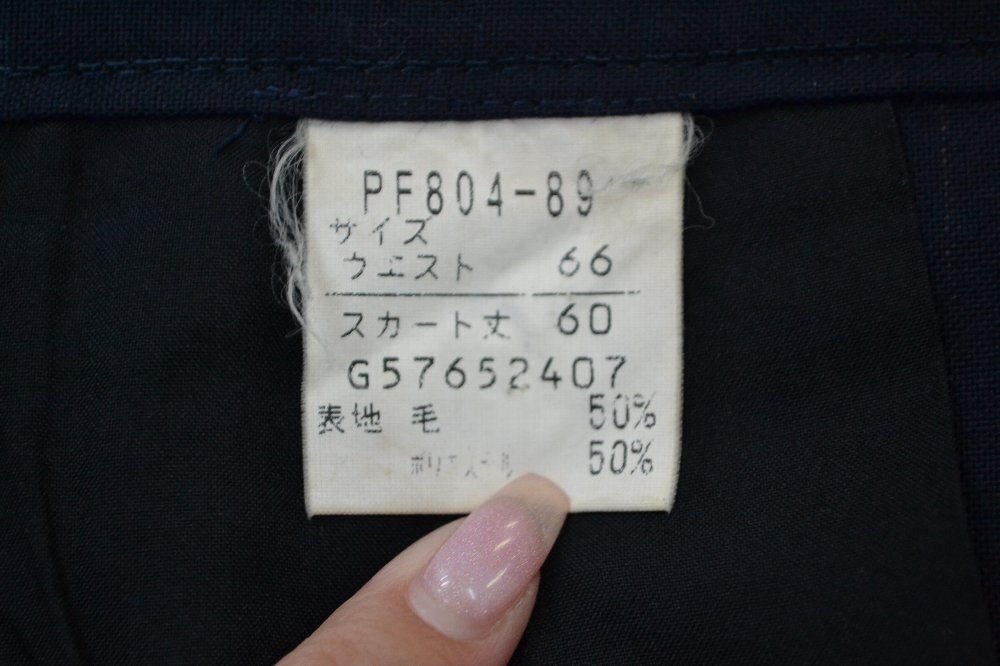 PF804-89
サイズ
ウエスト 66
スカート丈 60
G57652407
表地 毛 50%
ポリエステル 50%